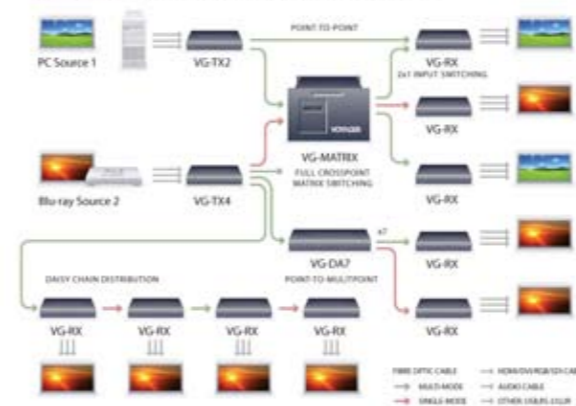 POINT-TO-POINT
PC Source 1
VG-TX2
VG-RX
2x1 INPUT SWITCHING
VOYAGER
VG-RX
VG-MATRIX
FULL CROSSPOINT
MATRIX SWITCHING
Blu-ray Source 2
VG-TX4
VG-RX
x7
VG-DA7
VG-RX
DAISY CHAIN DISTRIBUTION
POINT-TO-MULTIPOINT
VG-RX
VG-RX
VG-RX
VG-RX
VG-RX
FIBRE OPTIC CABLE
MULTI-MODE
AUDIO CABLE
SINGLE-MODE